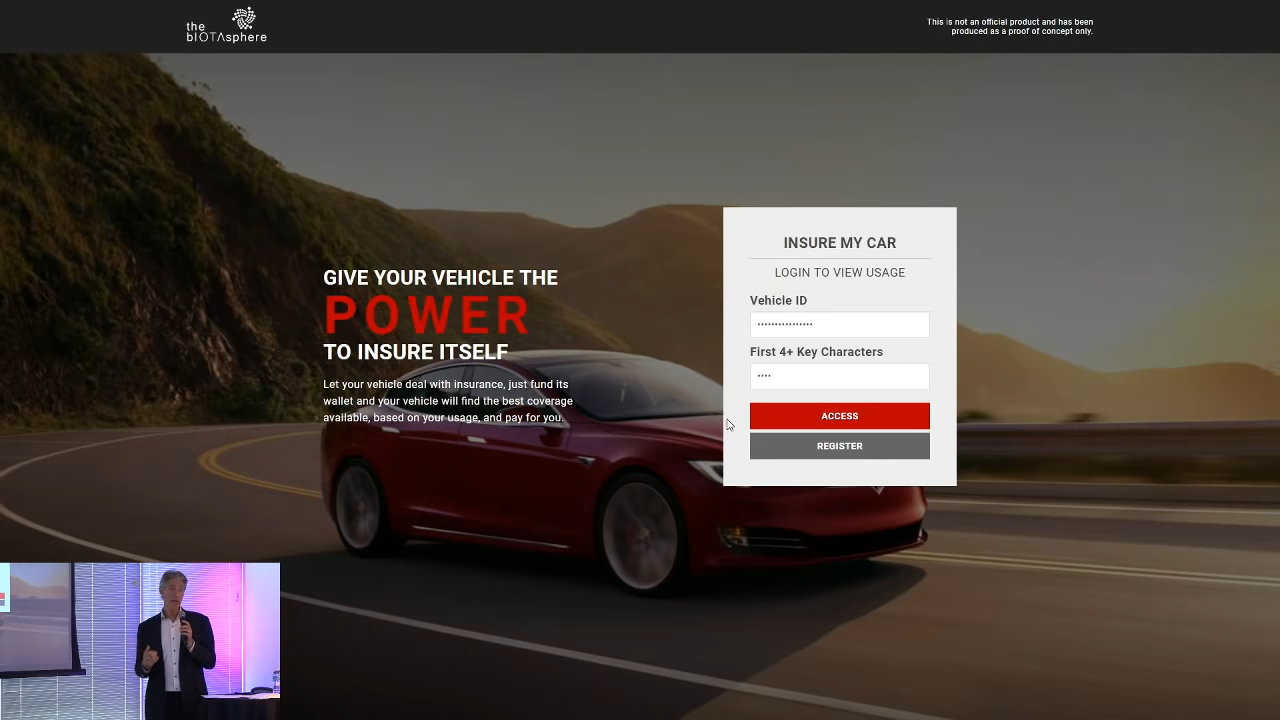 the
bIOTAsphere
This is not an official product and has been
produced as a proof of concept only.
GIVE YOUR VEHICLE THE
POWER
TO INSURE ITSELF
Let your vehicle deal with insurance, just fund its
wallet and your vehicle will find the best coverage
available, based on your usage, and pay for you.
INSURE MY CAR
LOGIN TO VIEW USAGE
Vehicle ID
••••••••••••••••
First 4+ Key Characters
••••
ACCESS
REGISTER